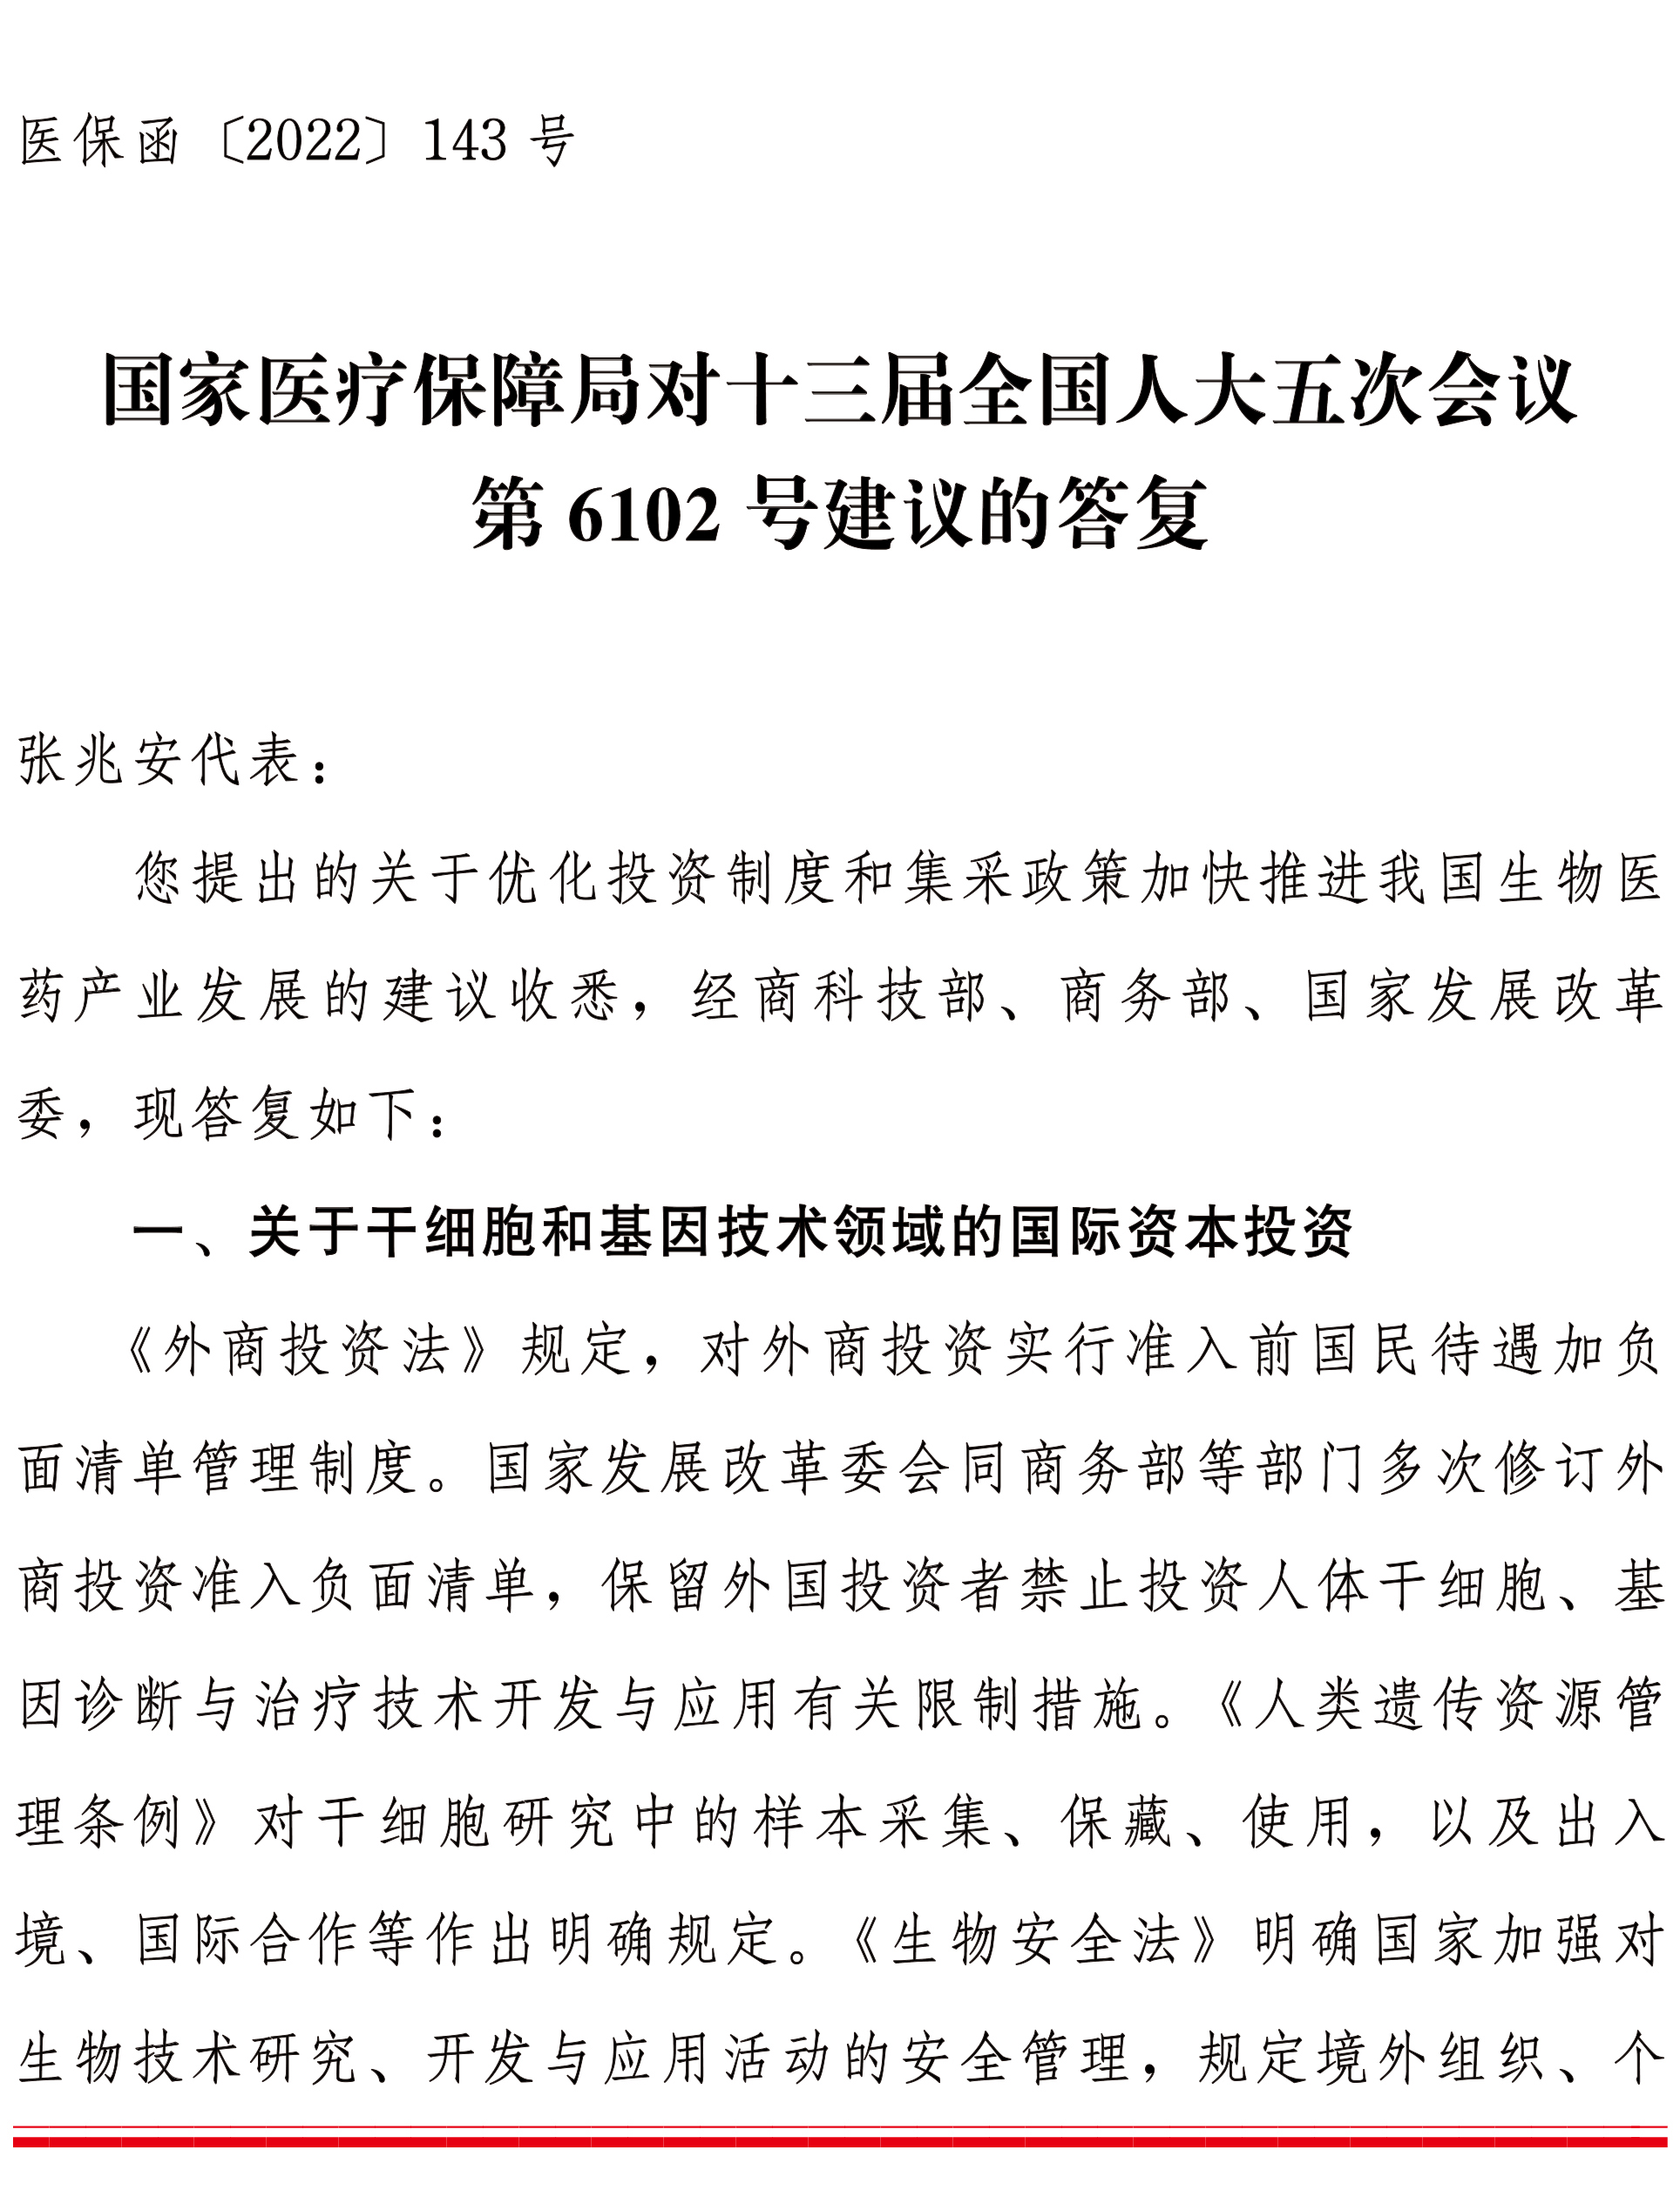 医保函〔2022〕143 号
国家医疗保障局对十三届全国人大五次会议
第 6102 号建议的答复
张兆安代表：
您提出的关于优化投资制度和集采政策加快推进我国生物医
药产业发展的建议收悉，经商科技部、商务部、国家发展改革
委，现答复如下：
一、关于干细胞和基因技术领域的国际资本投资
《外商投资法》规定，对外商投资实行准入前国民待遇加负
面清单管理制度。国家发展改革委会同商务部等部门多次修订外
商投资准入负面清单，保留外国投资者禁止投资人体干细胞、基
因诊断与治疗技术开发与应用有关限制措施。《人类遗传资源管
理条例》对干细胞研究中的样本采集、保藏、使用，以及出入
境、国际合作等作出明确规定。《生物安全法》明确国家加强对
生物技术研究、开发与应用活动的安全管理，规定境外组织、个